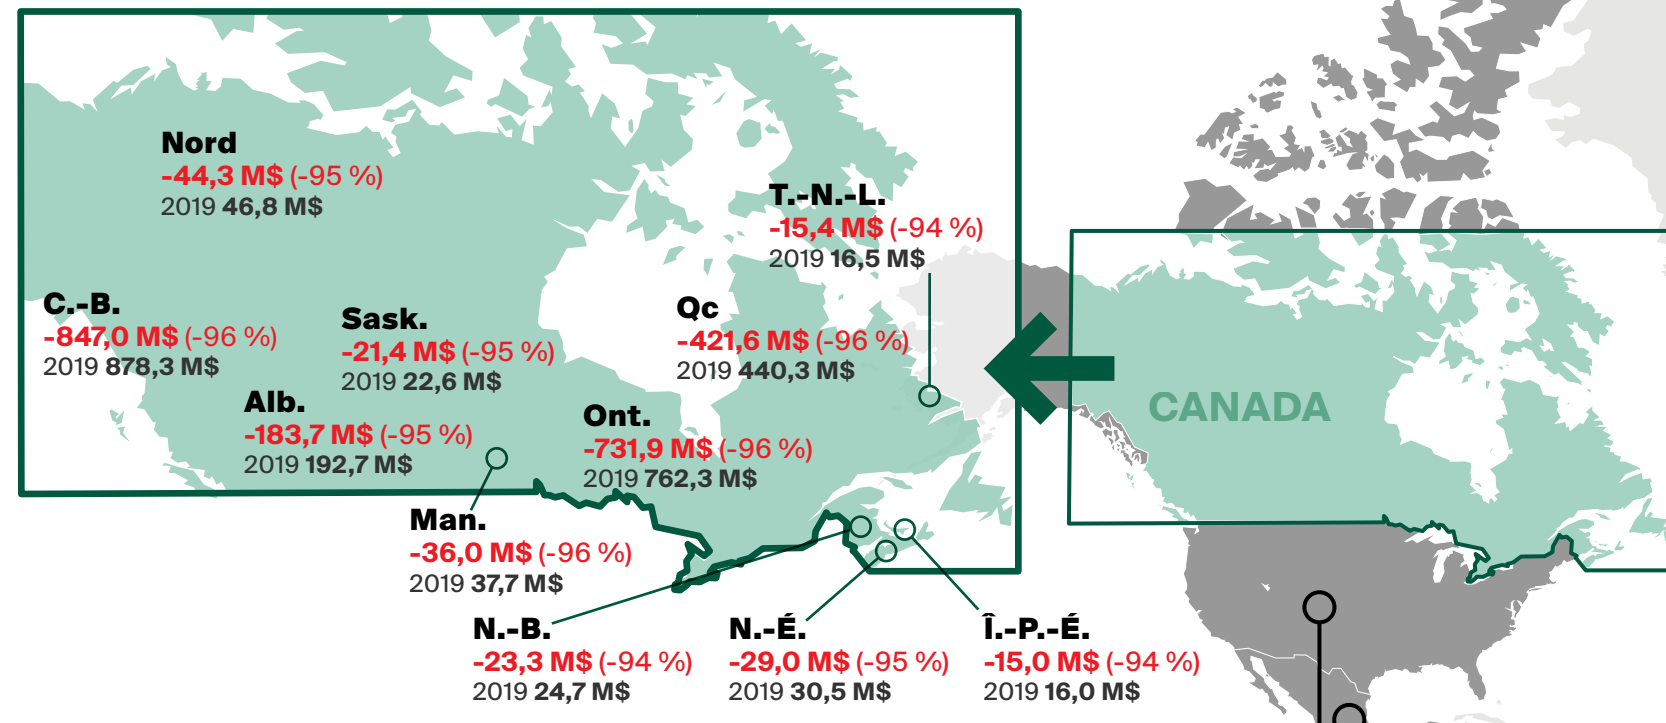 Nord
-44,3 M$ (-95 %)
2019 46,8 M$
T.-N.-L.
-15,4 M$ (-94 %)
2019 16,5 M$
C.-B.
-847,0 M$ (-96 %)
2019 878,3 M$
Sask.
-21,4 M$ (-95 %)
2019 22,6 M$
Qc
-421,6 M$ (-96 %)
2019 440,3 M$
Alb.
-183,7 M$ (-95 %)
2019 192,7 M$
Ont.
-731,9 M$ (-96 %)
2019 762,3 M$
CANADA
Man.
-36,0 M$ (-96 %)
2019 37,7 M$
N.-B.
-23,3 M$ (-94 %)
2019 24,7 M$
N.-É.
-29,0 M$ (-95 %)
2019 30,5 M$
Î.-P.-É.
-15,0 M$ (-94 %)
2019 16,0 M$